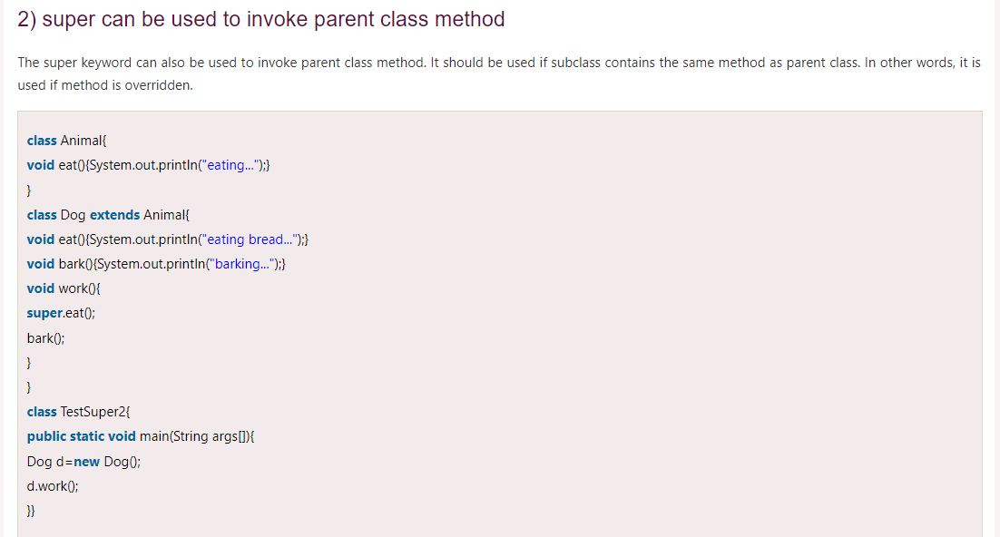 2) super can be used to invoke parent class method
The super keyword can also be used to invoke parent class method. It should be used if subclass contains the same method as parent class. In other words, it is
used if method is overridden.
class Animal{
void eat(){System.out.println("eating...");}
}
class Dog extends Animal{
void eat(){System.out.println("eating bread...");}
void bark(){System.out.println("barking...");}
void work(){
super.eat();
bark();
}
}
class TestSuper2{
public static void main(String args[]){
Dog d=new Dog();
d.work();
}}